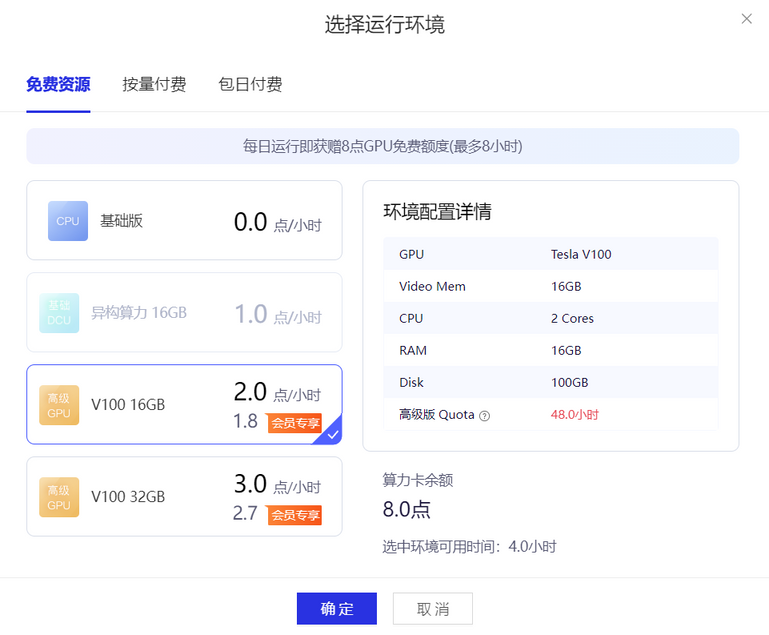 选择运行环境
免费资源 按量付费 包日付费
每日运行即获赠8点GPU免费额度(最多8小时)
CPU 基础版 0.0 点/小时
基础 DCU 异构算力 16GB 1.0 点/小时
高级 GPU V100 16GB 2.0 点/小时
1.8 会员专享
高级 GPU V100 32GB 3.0 点/小时
2.7 会员专享
环境配置详情
GPU Tesla V100
Video Mem 16GB
CPU 2 Cores
RAM 16GB
Disk 100GB
高级版 Quota ? 48.0小时
算力卡余额
8.0点
选中环境可用时间：4.0小时
确定 取消